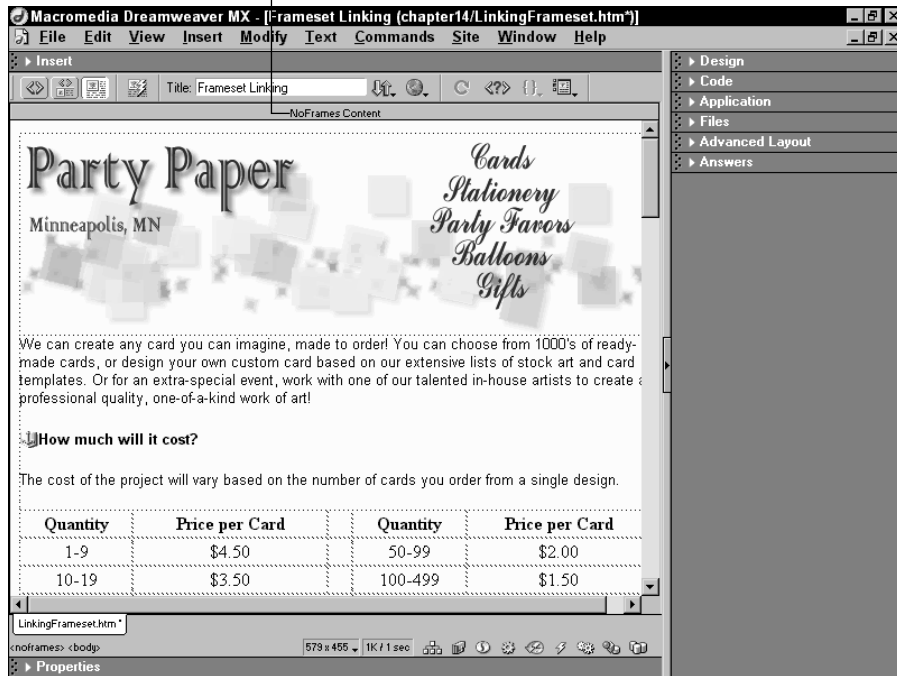 Macromedia Dreamweaver MX - [Frameset Linking (chapter14/LinkingFrameset.htm*)]
File Edit View Insert Modify Text Commands Site Window Help
Insert
Title: Frameset Linking
NoFrames Content
Party Paper
Minneapolis, MN
Cards
Stationery
Party Favors
Balloons
Gifts
We can create any card you can imagine, made to order! You can choose from 1000's of ready-
made cards, or design your own custom card based on our extensive lists of stock art and card
templates. Or for an extra-special event, work with one of our talented in-house artists to create a
professional quality, one-of-a-kind work of art!
How much will it cost?
The cost of the project will vary based on the number of cards you order from a single design.
Quantity Price per Card Quantity Price per Card
1-9 $4.50 50-99 $2.00
10-19 $3.50 100-499 $1.50
LinkingFrameset.htm*
<noframes> <body>
579 x 455 1K / 1 sec
Properties
Design
Code
Application
Files
Advanced Layout
Answers